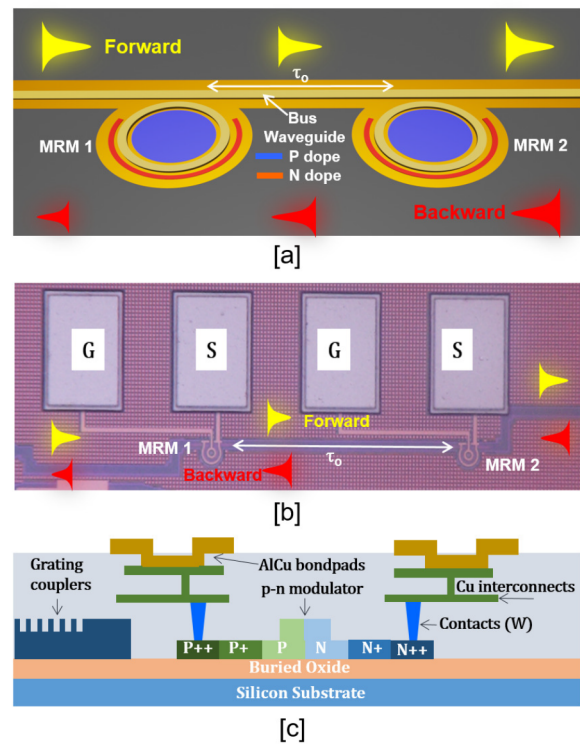 Forward
τo
Bus
Waveguide
MRM 1
P dope
N dope
MRM 2
Backward
[a]
G
S
G
S
Forward
MRM 1
τo
MRM 2
Backward
[b]
Grating
couplers
AlCu bondpads
p-n modulator
Cu interconnects
Contacts (W)
P++
P+
P
N
N+
N++
Buried Oxide
Silicon Substrate
[c]